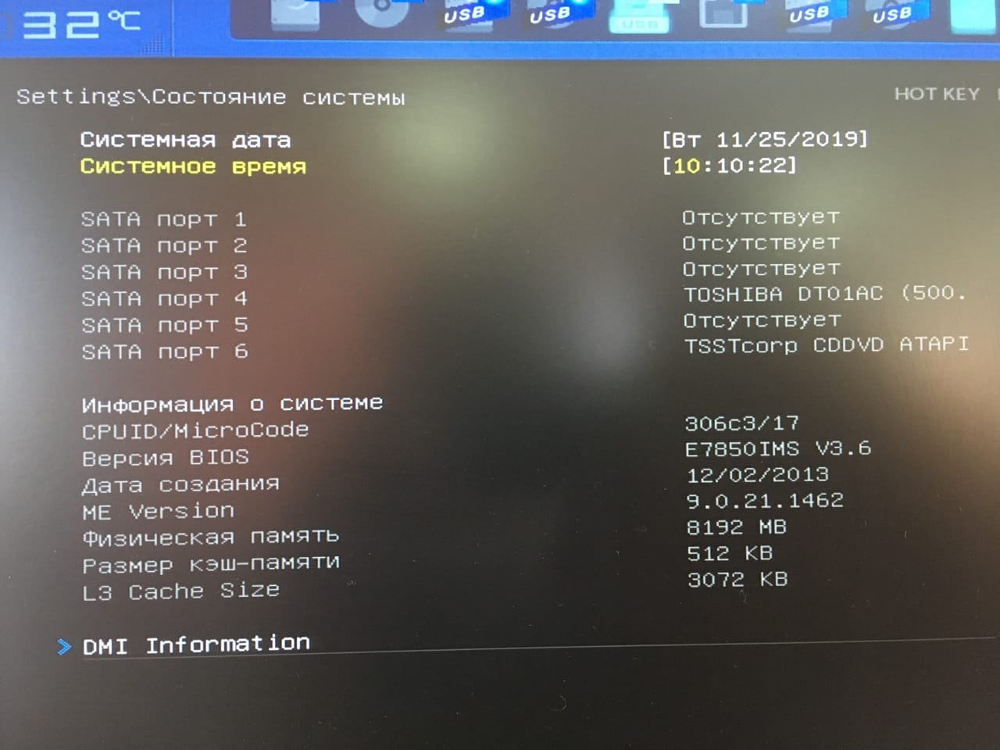 32°C
USB USB USB USB USB
Settings\Состояние системы HOT KEY
Системная дата [Вт 11/25/2019]
Системное время [10:10:22]
SATA порт 1 Отсутствует
SATA порт 2 Отсутствует
SATA порт 3 Отсутствует
SATA порт 4 TOSHIBA DT01AC (500.
SATA порт 5 Отсутствует
SATA порт 6 TSSTcorp CDDVD ATAPI
Информация о системе
CPUID/MicroCode 306c3/17
Версия BIOS E7850IMS V3.6
Дата создания 12/02/2013
ME Version 9.0.21.1462
Физическая память 8192 MB
Размер кэш-памяти 512 KB
L3 Cache Size 3072 KB
> DMI Information